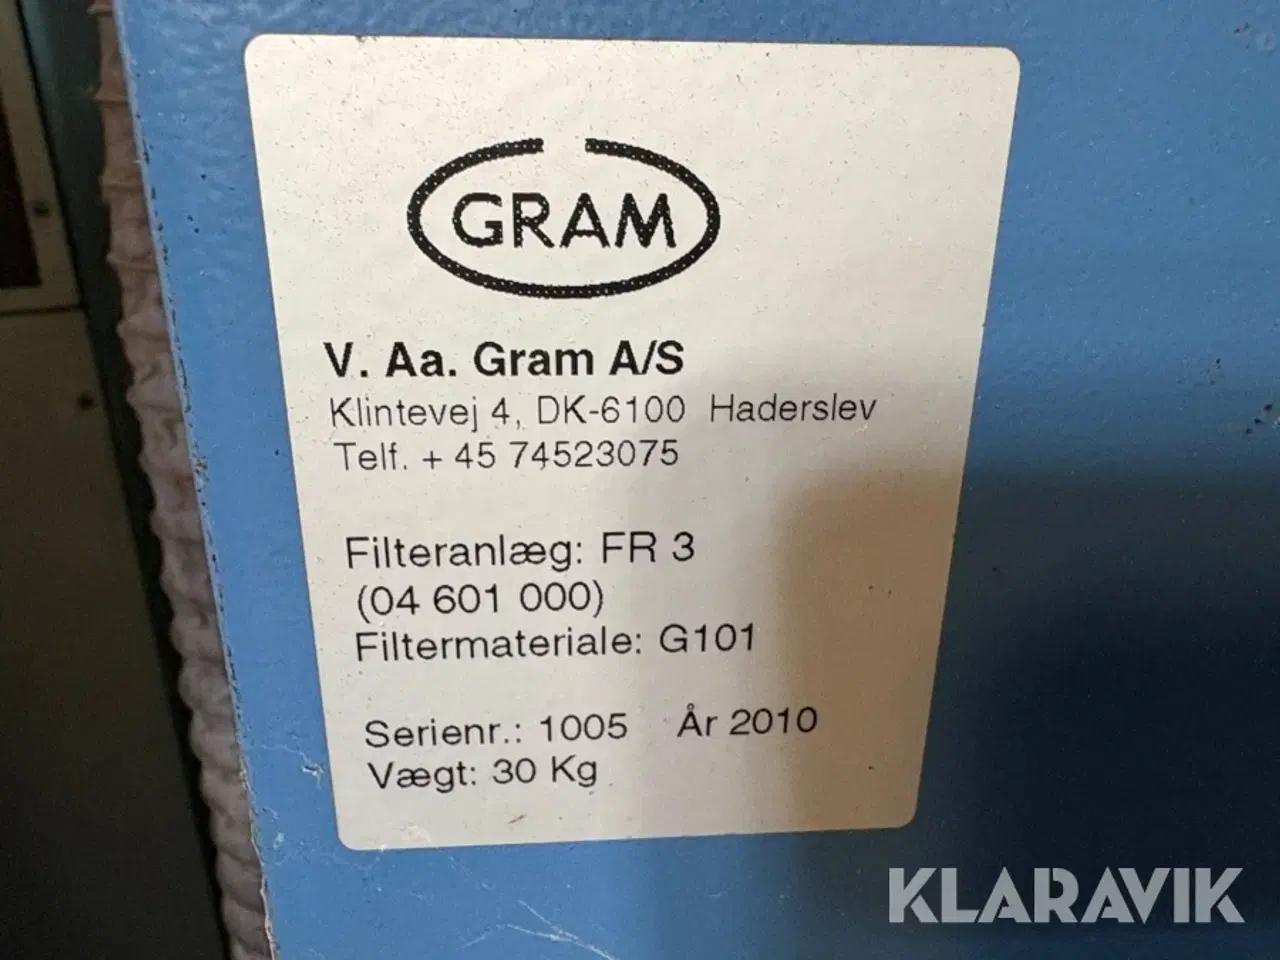 GRAM
V. Aa. Gram A/S
Klintevej 4, DK-6100 Haderslev
Telf. + 45 74523075
Filteranlæg: FR 3
(04 601 000)
Filtermateriale: G101
Serienr.: 1005 År 2010
Vægt: 30 Kg
KLARAVIK